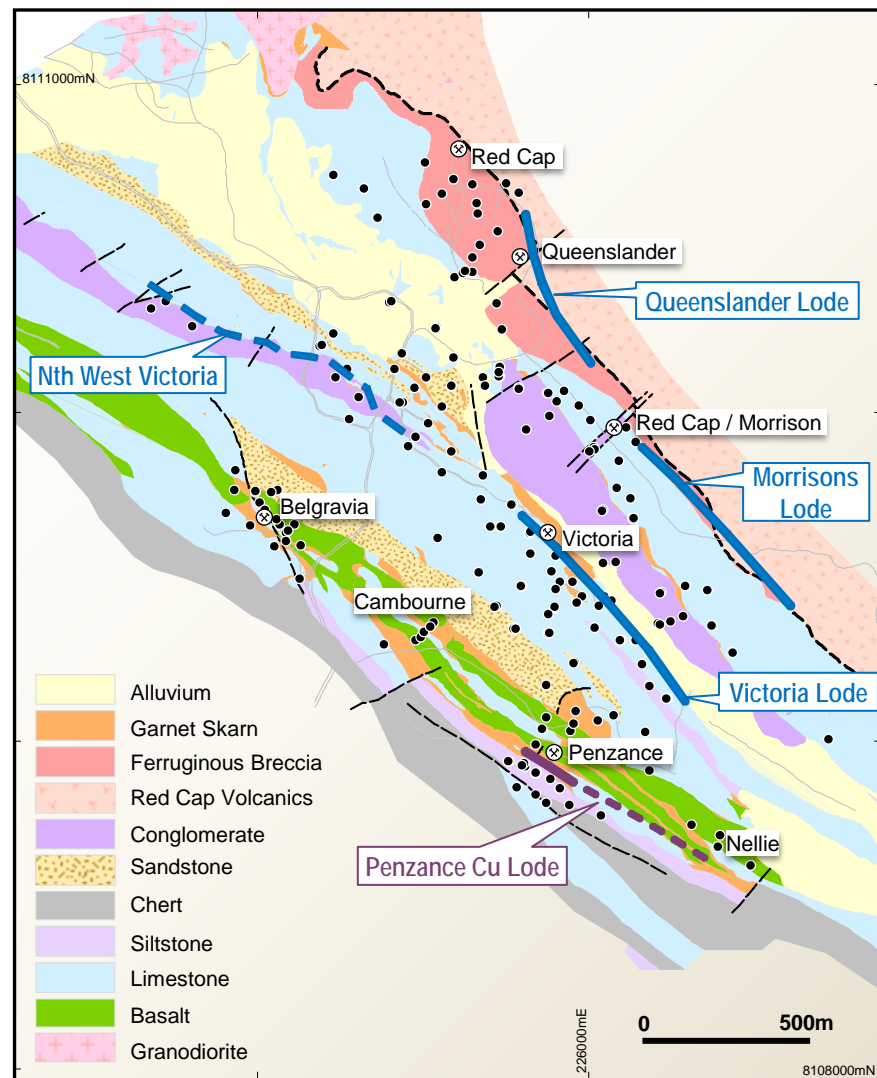 8111000mN
Red Cap
Queenslander
Queenslander Lode
Nth West Victoria
Red Cap / Morrison
Morrisons
Lode
Belgravia
Victoria
Cambourne
Victoria Lode
Penzance
Penzance Cu Lode
Nellie
Alluvium
Garnet Skarn
Ferruginous Breccia
Red Cap Volcanics
Conglomerate
Sandstone
Chert
Siltstone
Limestone
Basalt
Granodiorite
226000mE
0 500m
8108000mN